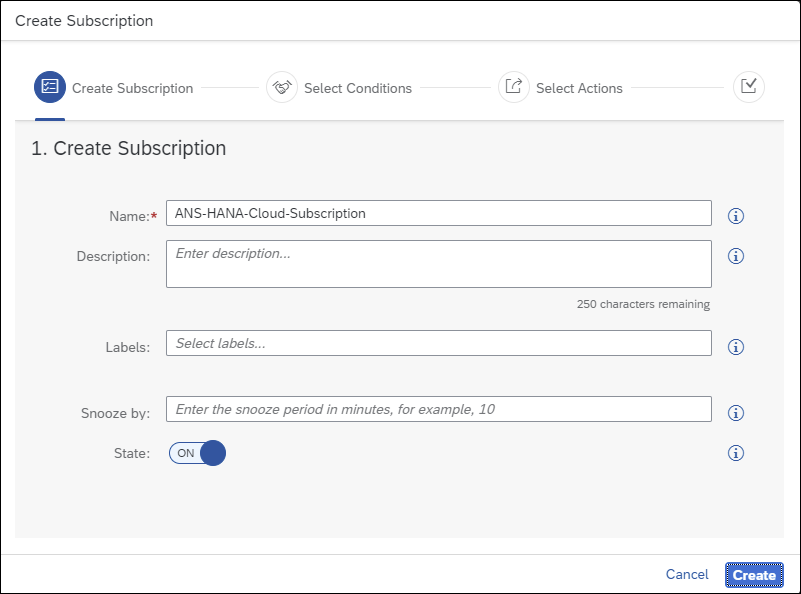 Create Subscription
Create Subscription
Select Conditions
Select Actions
1. Create Subscription
Name:*
ANS-HANA-Cloud-Subscription
Description:
Enter description...
250 characters remaining
Labels:
Select labels...
Snooze by:
Enter the snooze period in minutes, for example, 10
State:
ON
Cancel
Create